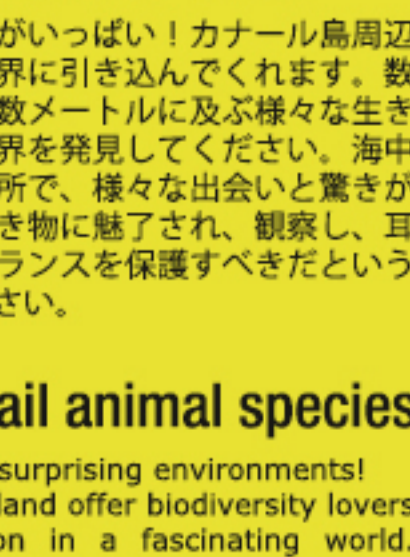 がいっぱい！カナール島周辺
界に引き込んでくれます。数
数メートルに及ぶ様々な生き
界を発見してください。海中
所で、様々な出会いと驚きが
き物に魅了され、観察し、耳
ランスを保護すべきだという
さい。
ail animal species
surprising environments!
land offer biodiversity lovers
on in a fascinating world.